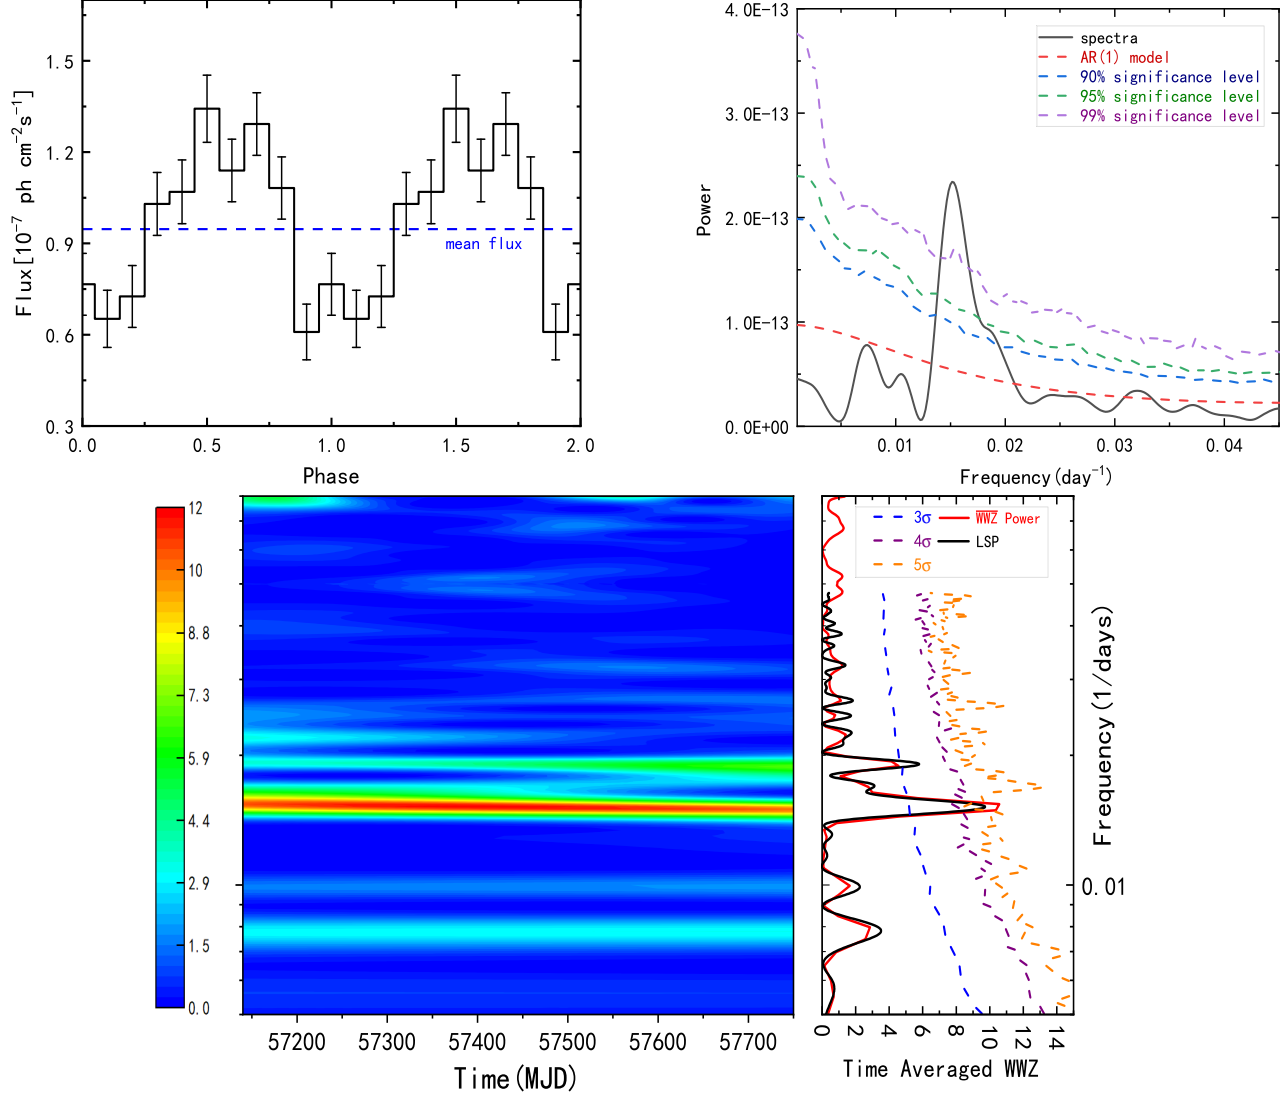 1.5
1.2
0.9
0.6
0.3
Flux[10⁻⁷ ph cm⁻²s⁻¹]
mean flux
0.0
0.5
1.0
1.5
2.0
Phase
4.0E-13
3.0E-13
2.0E-13
1.0E-13
0.0E+00
Power
spectra
AR(1) model
90% significance level
95% significance level
99% significance level
0.01
0.02
0.03
0.04
Frequency(day⁻¹)
12
10
8.8
7.3
5.9
4.4
2.9
1.5
0.0
57200
57300
57400
57500
57600
57700
Time(MJD)
3σ
WWZ Power
4σ
LSP
5σ
0
2
4
6
8
10
12
14
Time Averaged WWZ
0.01
Frequency(1/days)